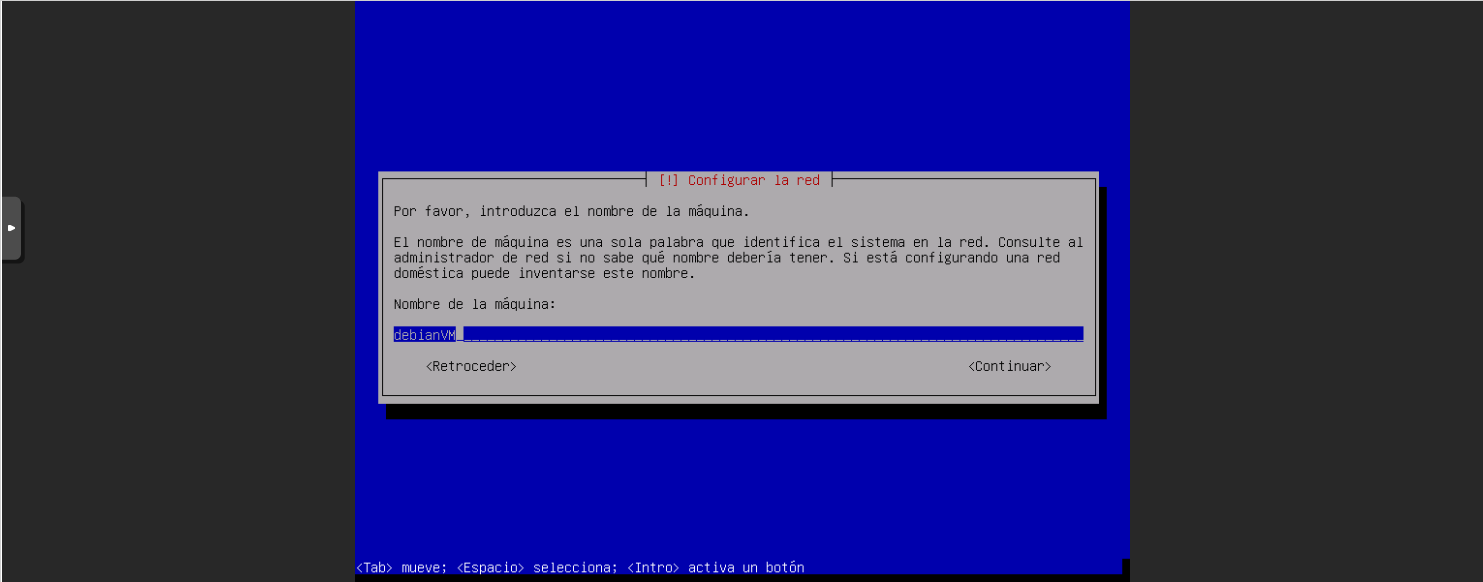 [!] Configurar la red
Por favor, introduzca el nombre de la máquina.
El nombre de máquina es una sola palabra que identifica el sistema en la red. Consulte al
administrador de red si no sabe qué nombre debería tener. Si está configurando una red
doméstica puede inventarse este nombre.
Nombre de la máquina:
debianVM
<Retroceder> <Continuar>
<Tab> mueve; <Espacio> selecciona; <Intro> activa un botón